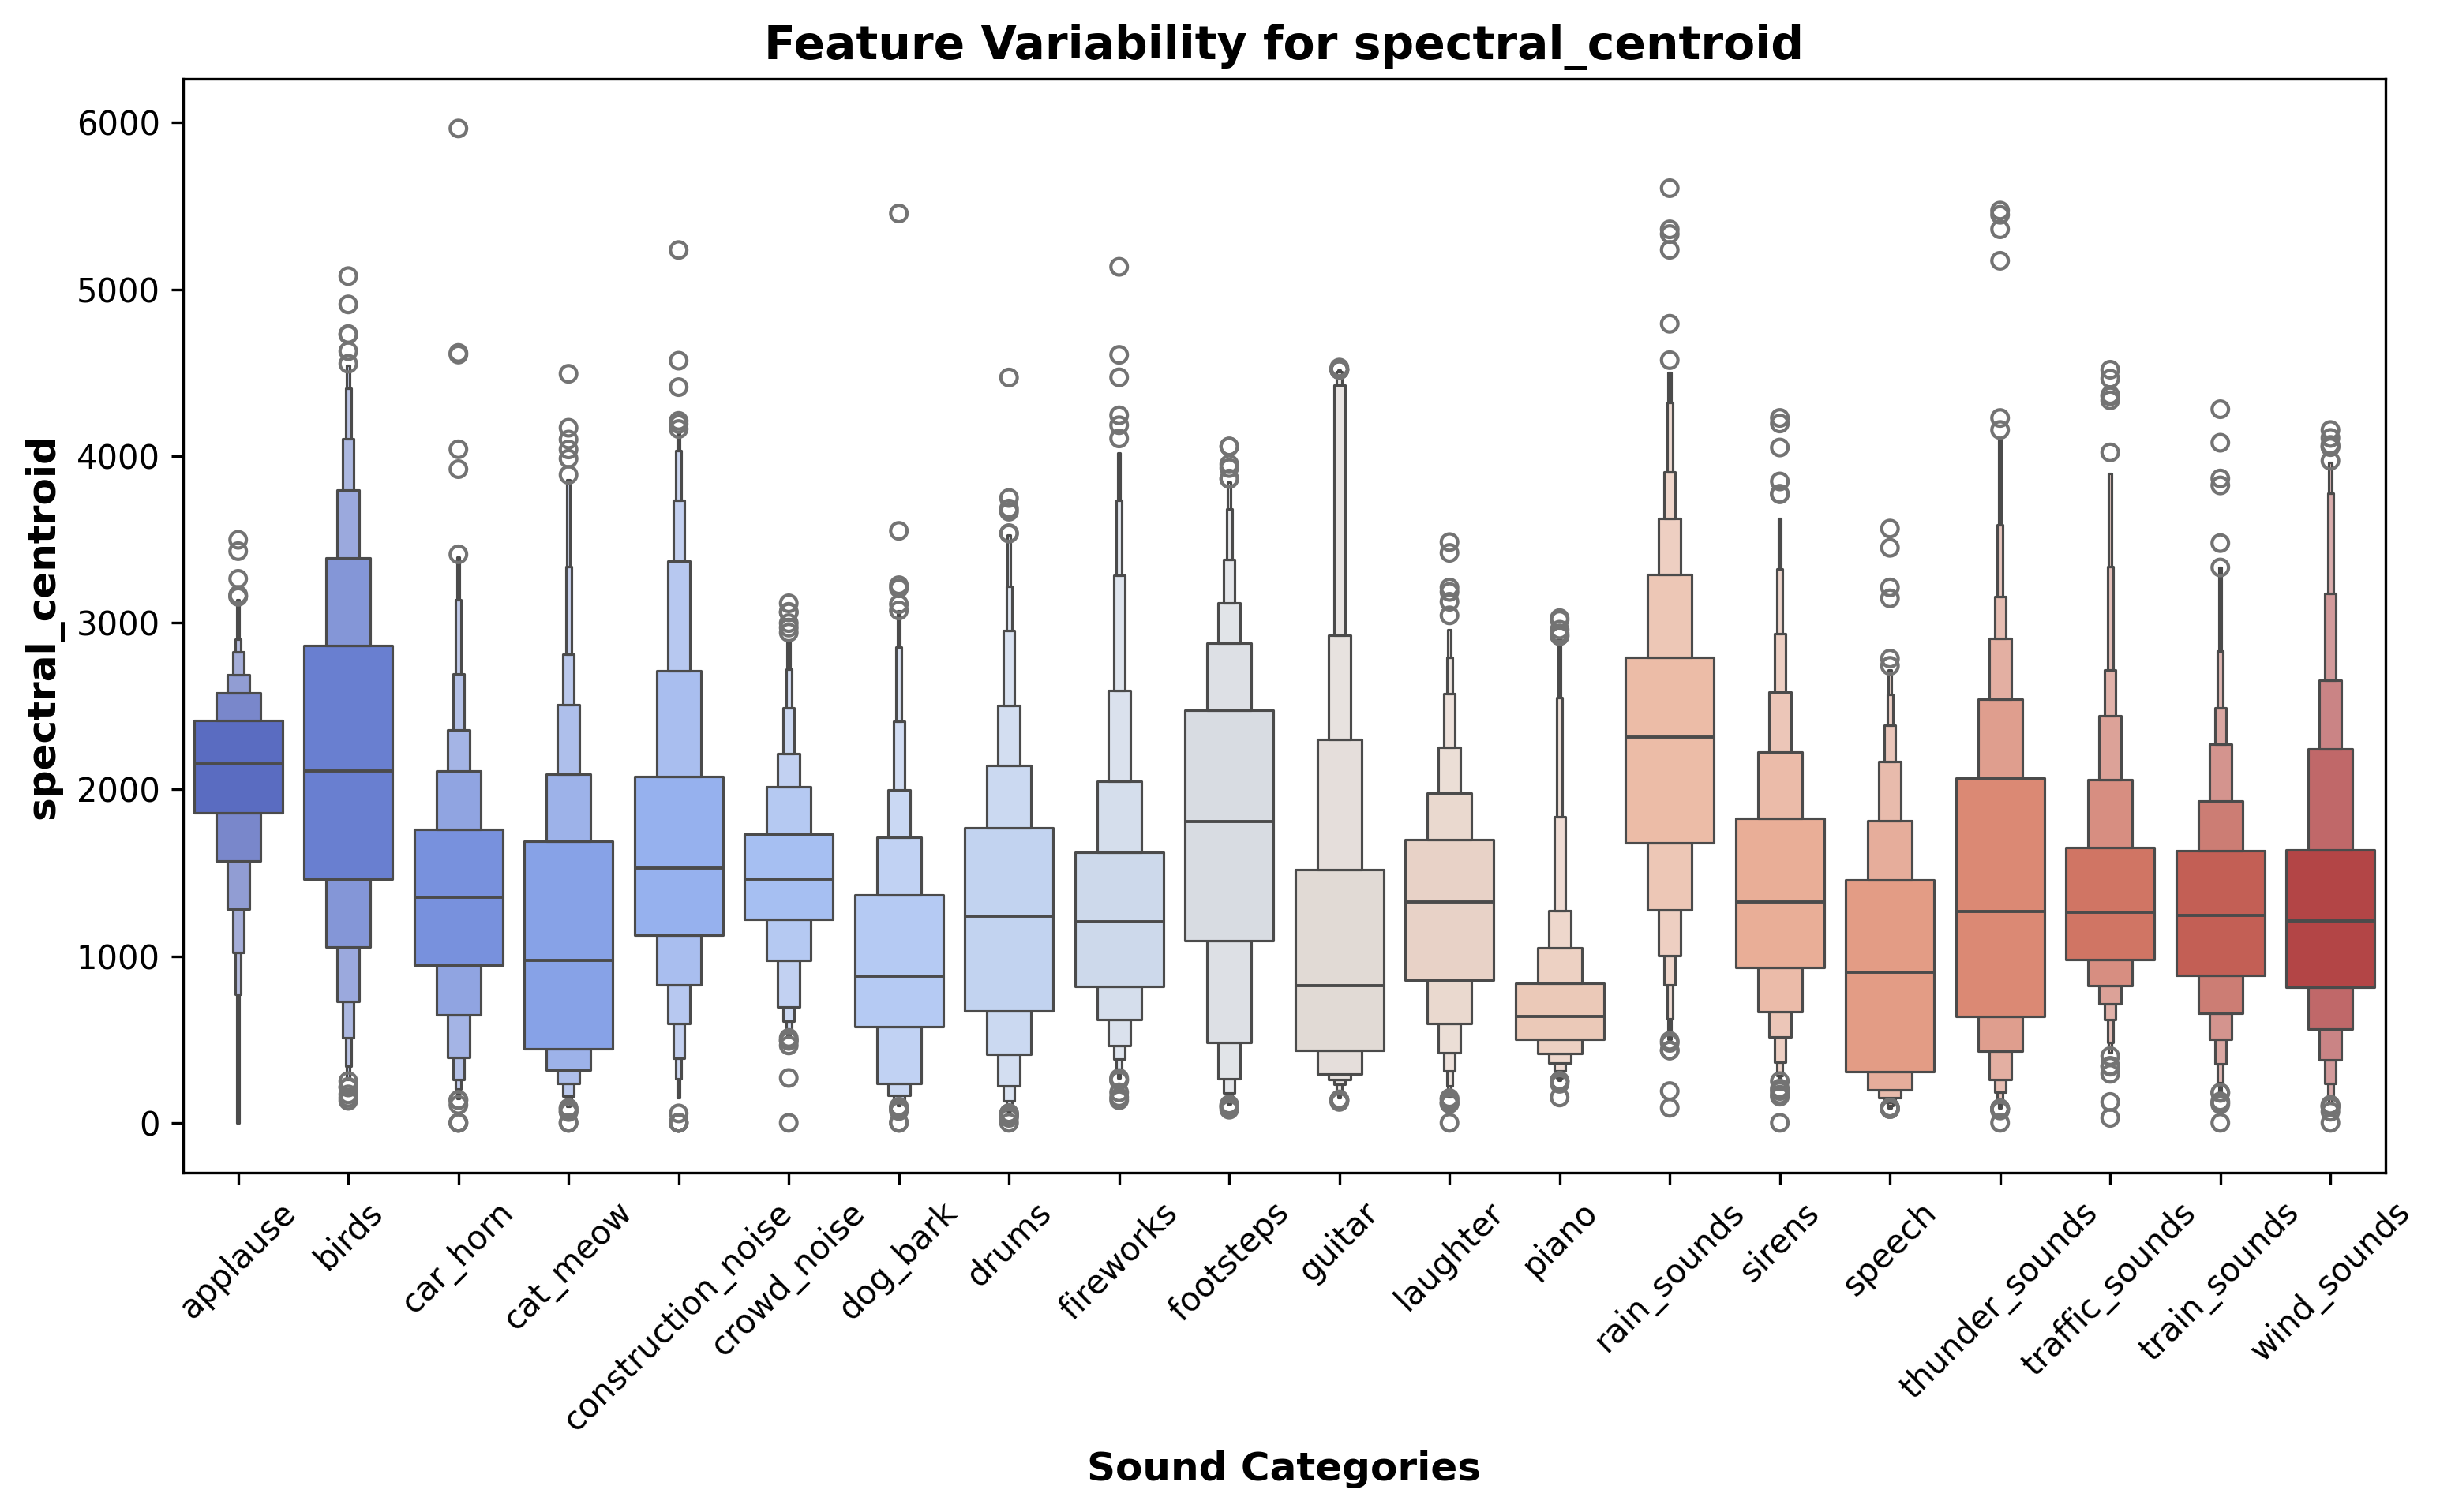 Feature Variability for spectral_centroid
spectral_centroid
6000
5000
4000
3000
2000
1000
0
applause
birds
car_horn
cat_meow
construction_noise
crowd_noise
dog_bark
drums
fireworks
footsteps
guitar
laughter
piano
rain_sounds
sirens
speech
thunder_sounds
traffic_sounds
train_sounds
wind_sounds
Sound Categories